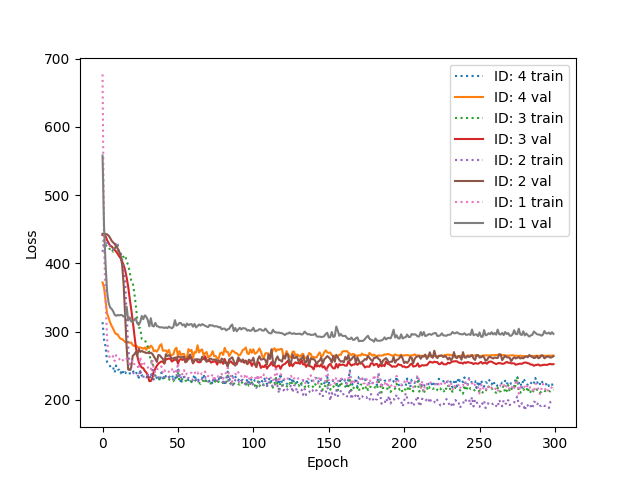 700
600
500
400
300
200
Loss
0
50
100
150
200
250
300
Epoch
ID: 4 train
ID: 4 val
ID: 3 train
ID: 3 val
ID: 2 train
ID: 2 val
ID: 1 train
ID: 1 val